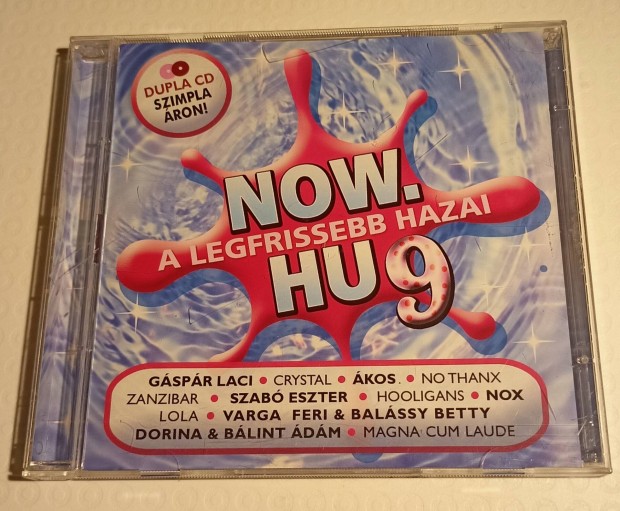 DUPLA CD
SZIMPLA
ÁRON!
NOW.
A LEGFRISSEBB HAZAI
HU 9
GÁSPÁR LACI • CRYSTAL • ÁKOS. • NO THANX
ZANZIBAR • SZABÓ ESZTER • HOOLIGANS • NOX
LOLA • VARGA FERI & BALÁSSY BETTY
DORINA & BÁLINT ÁDÁM • MAGNA CUM LAUDE